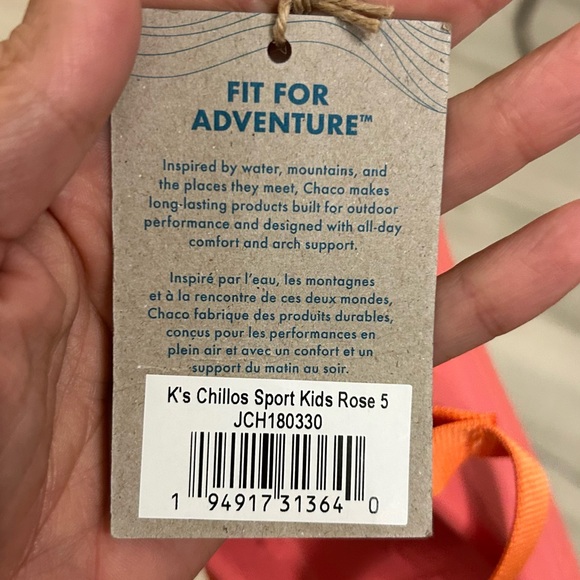 FIT FOR
ADVENTURE™
Inspired by water, mountains, and
the places they meet, Chaco makes
long-lasting products built for outdoor
performance and designed with all-day
comfort and arch support.
Inspiré par l'eau, les montagnes
et à la rencontre de ces deux mondes,
Chaco fabrique des produits durables,
conçus pour les performances en
plein air et avec un confort et un
support du matin au soir.
K's Chillos Sport Kids Rose 5
JCH180330
1 94917 31364 0